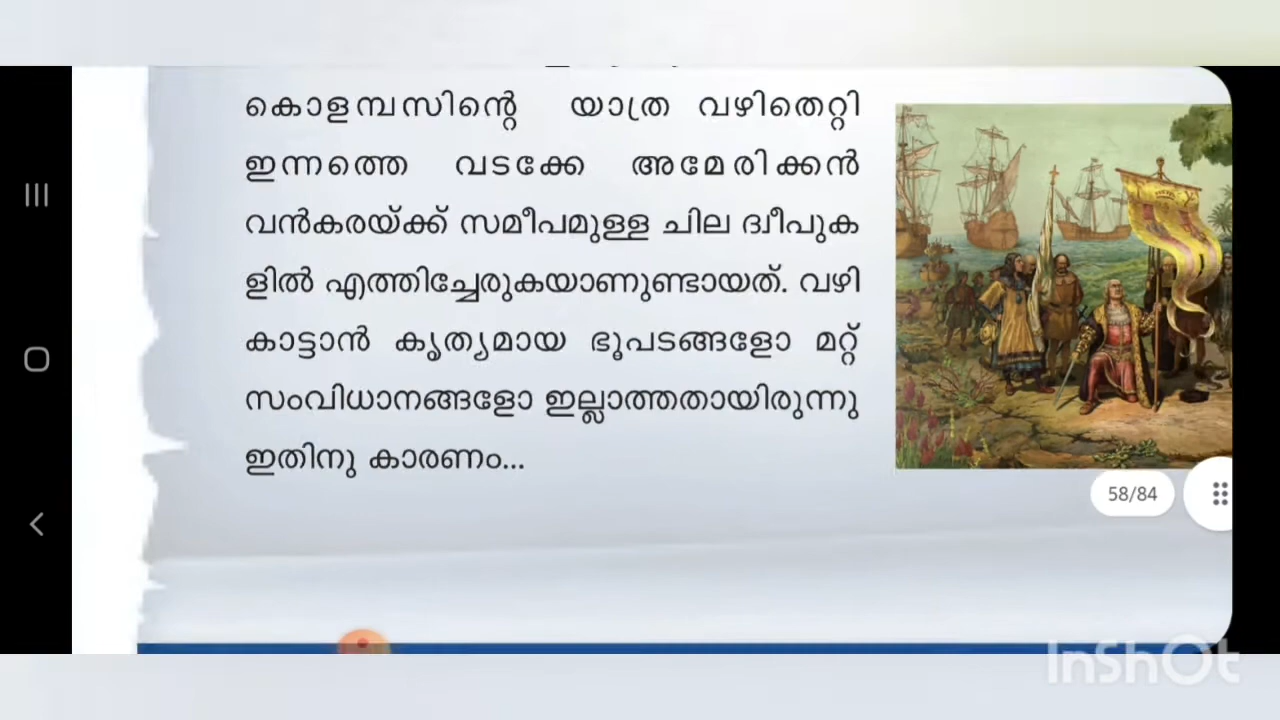 കൊളമ്പസിന്റെ യാത്ര വഴിതെറ്റി
ഇന്നത്തെ വടക്കേ അമേരിക്കൻ
വൻകരയ്ക്ക് സമീപമുള്ള ചില ദ്വീപുക
ളിൽ എത്തിച്ചേരുകയാണുണ്ടായത്. വഴി
കാട്ടാൻ കൃത്യമായ ഭൂപടങ്ങളോ മറ്റ്
സംവിധാനങ്ങളോ ഇല്ലാത്തതായിരുന്നു
ഇതിനു കാരണം...
58/84
InShOt